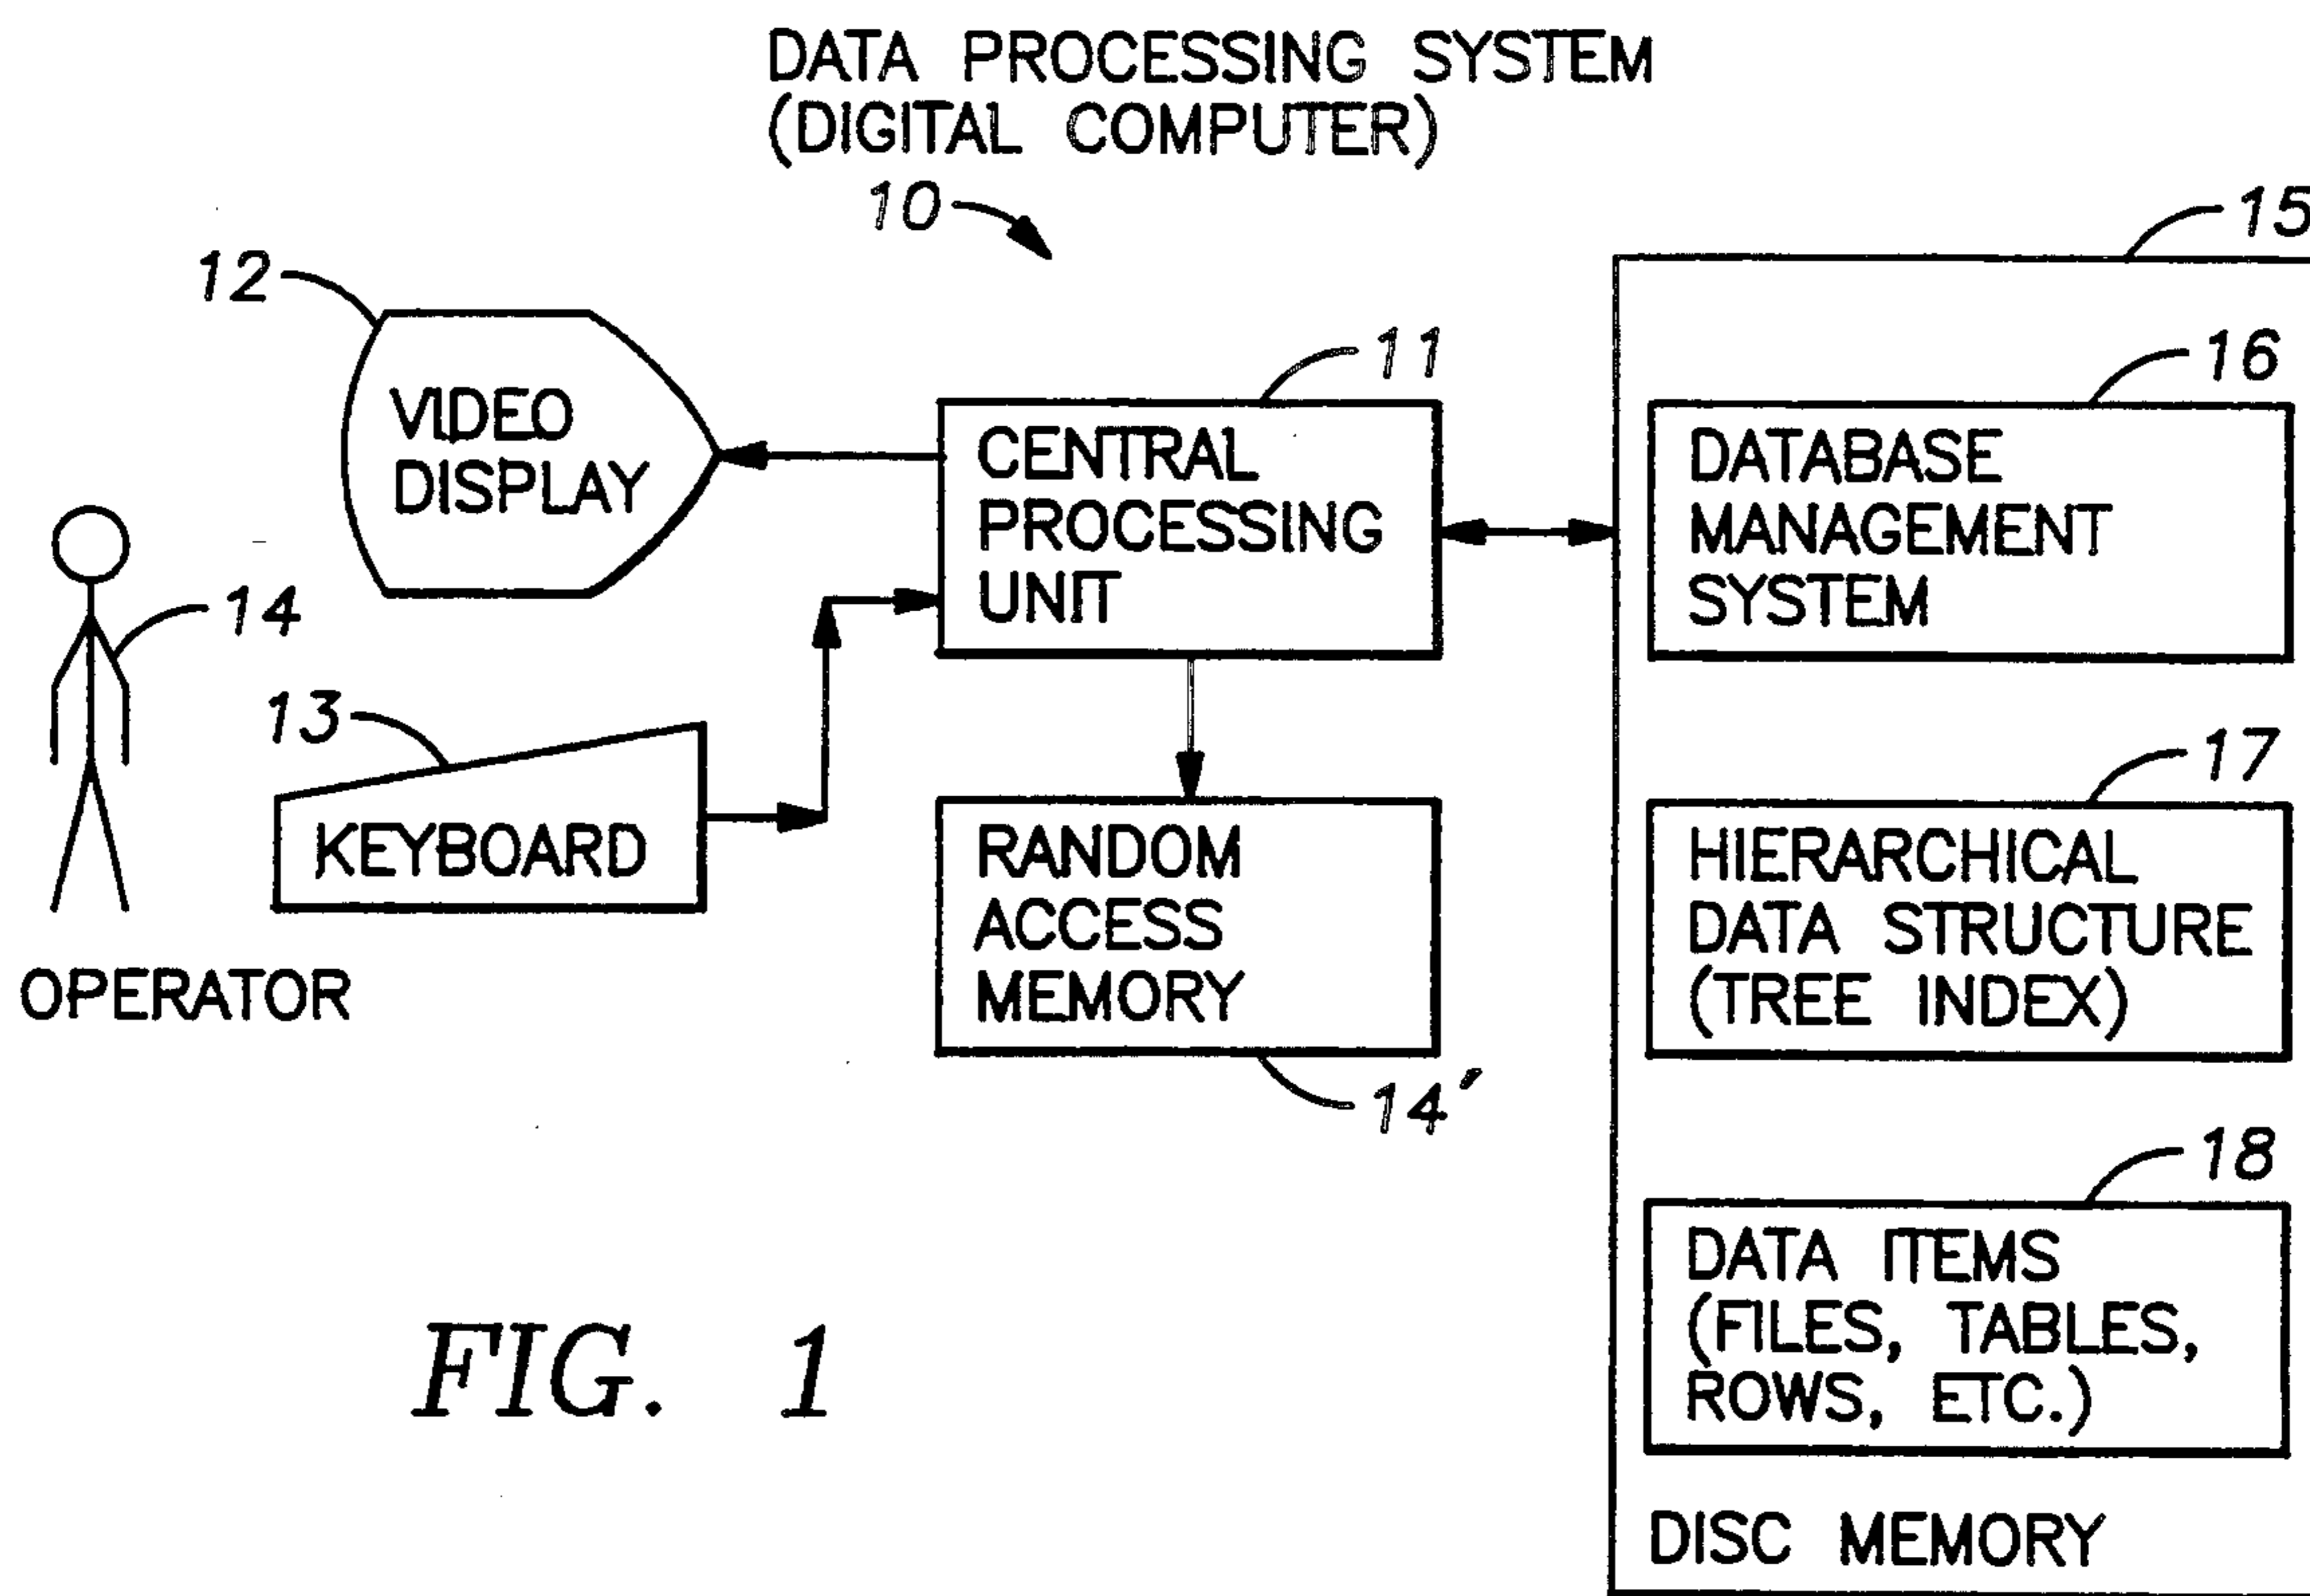 DATA PROCESSING SYSTEM
(DIGITAL COMPUTER)
10
15
12
11
16
VIDEO
DISPLAY
CENTRAL
PROCESSING
UNIT
DATABASE
MANAGEMENT
SYSTEM
14
13
17
KEYBOARD
OPERATOR
RANDOM
ACCESS
MEMORY
14'
HIERARCHICAL
DATA STRUCTURE
(TREE INDEX)
18
DATA ITEMS
(FILES, TABLES,
ROWS, ETC.)
DISC MEMORY
FIG. 1